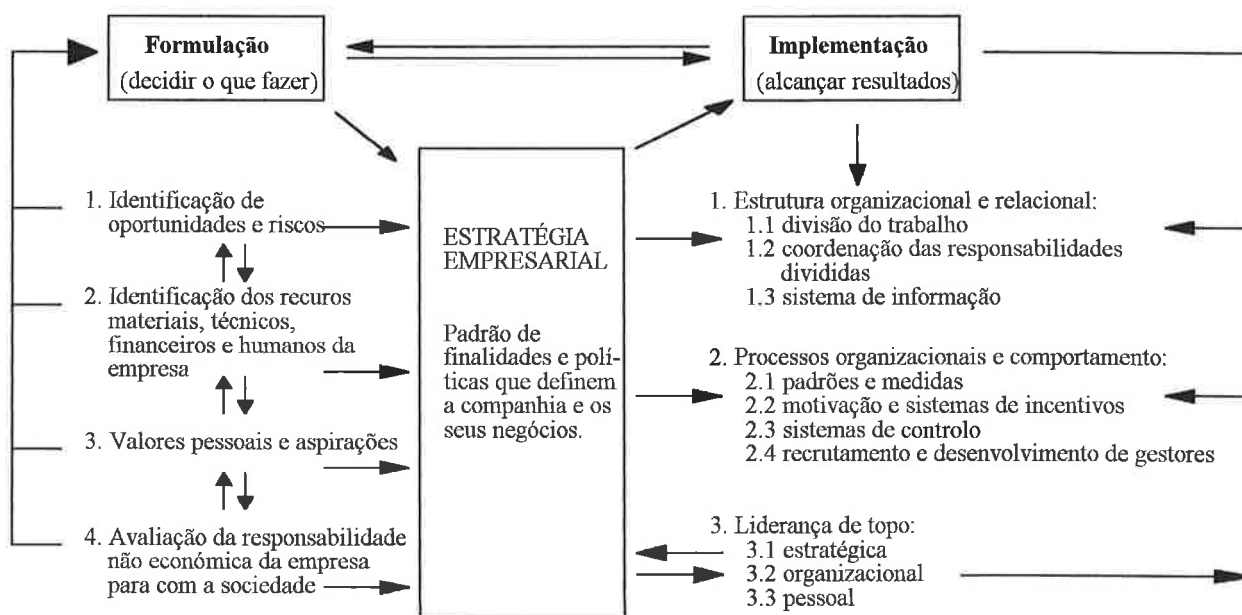 Formulação
(decidir o que fazer)
Implementação
(alcançar resultados)
1. Identificação de
oportunidades e riscos
2. Identificação dos recuros
materiais, técnicos,
financeiros e humanos da
empresa
3. Valores pessoais e aspirações
4. Avaliação da responsabilidade
não económica da empresa
para com a sociedade
ESTRATÉGIA
EMPRESARIAL
Padrão de
finalidades e polí-
ticas que definem
a companhia e os
seus negócios.
1. Estrutura organizacional e relacional:
1.1 divisão do trabalho
1.2 coordenação das responsabilidades
divididas
1.3 sistema de informação
2. Processos organizacionais e comportamento:
2.1 padrões e medidas
2.2 motivação e sistemas de incentivos
2.3 sistemas de controlo
2.4 recrutamento e desenvolvimento de gestores
3. Liderança de topo:
3.1 estratégica
3.2 organizacional
3.3 pessoal